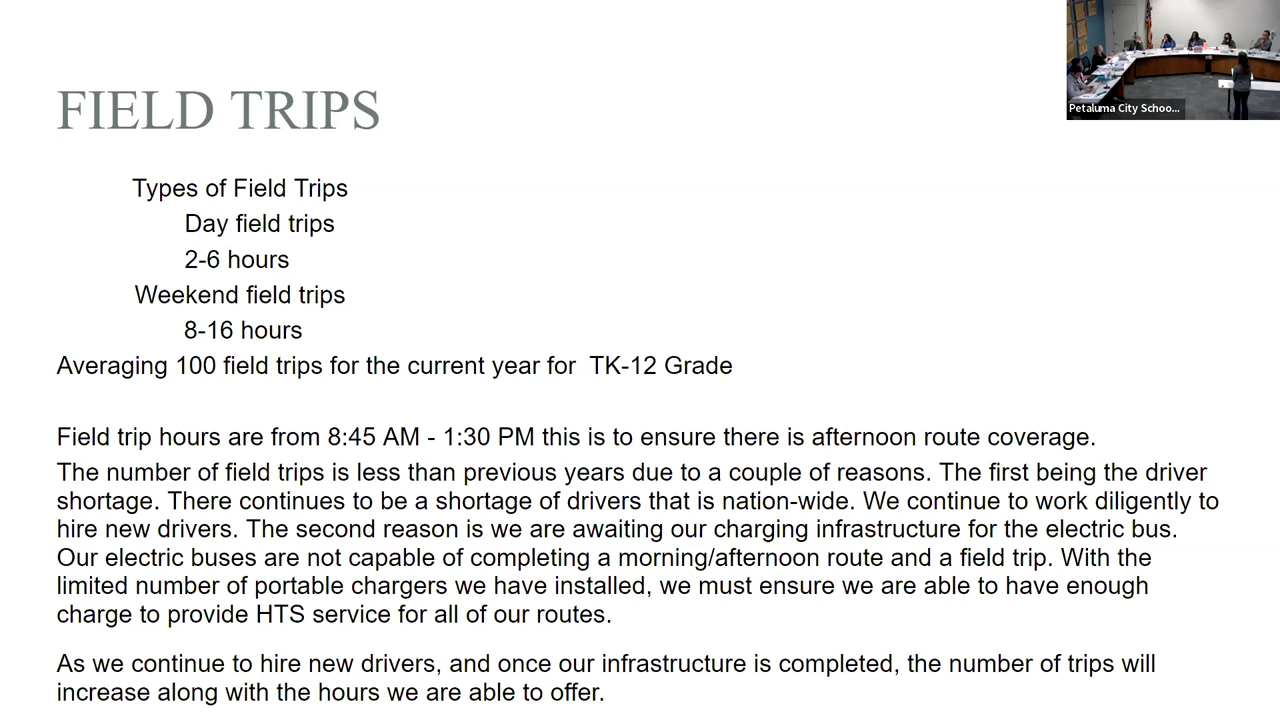 Petaluma City Schoo...
FIELD TRIPS
Types of Field Trips
Day field trips
2-6 hours
Weekend field trips
8-16 hours
Averaging 100 field trips for the current year for TK-12 Grade
Field trip hours are from 8:45 AM - 1:30 PM this is to ensure there is afternoon route coverage.
The number of field trips is less than previous years due to a couple of reasons. The first being the driver
shortage. There continues to be a shortage of drivers that is nation-wide. We continue to work diligently to
hire new drivers. The second reason is we are awaiting our charging infrastructure for the electric bus.
Our electric buses are not capable of completing a morning/afternoon route and a field trip. With the
limited number of portable chargers we have installed, we must ensure we are able to have enough
charge to provide HTS service for all of our routes.
As we continue to hire new drivers, and once our infrastructure is completed, the number of trips will
increase along with the hours we are able to offer.